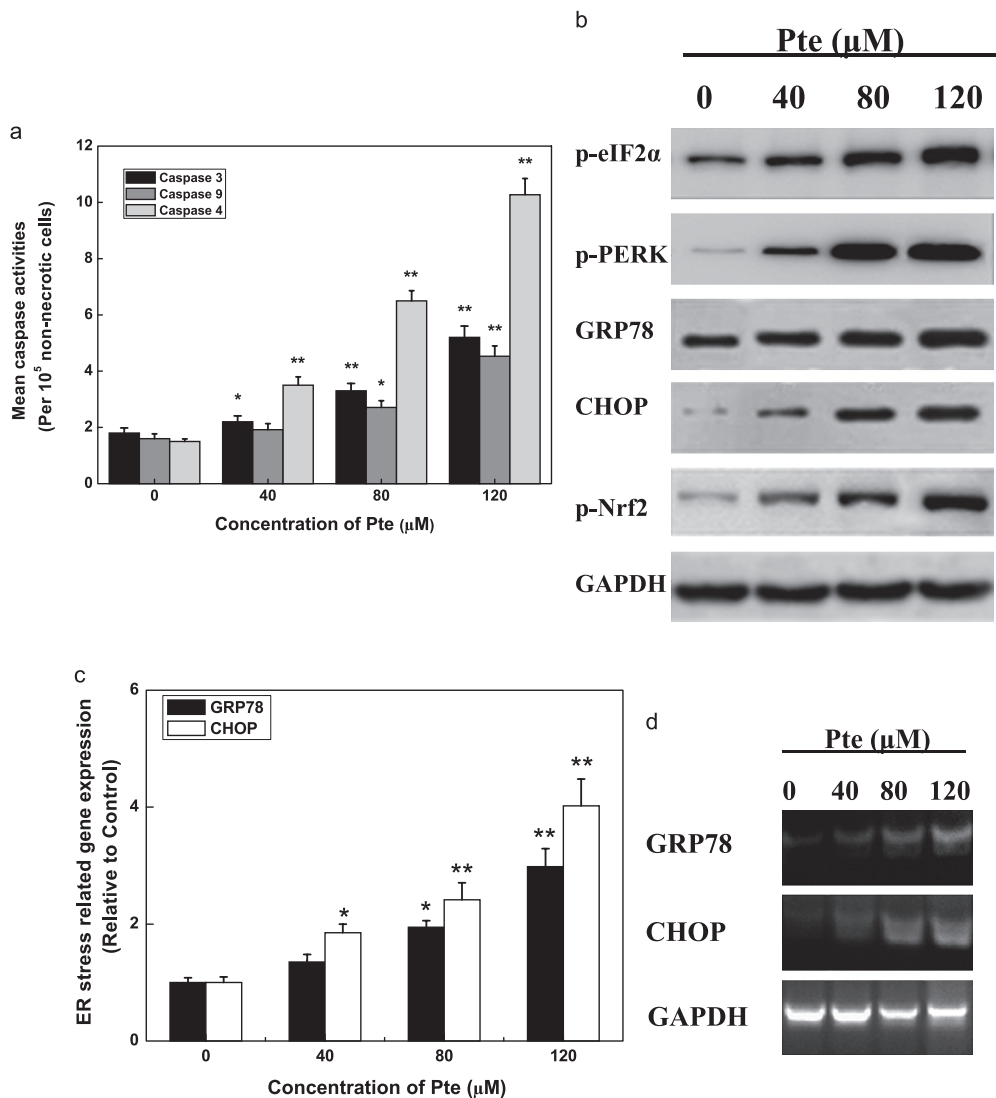 a
12
10
8
6
4
2
0
Mean caspase activities
(Per 10⁵ non-necrotic cells)
Caspase 3
Caspase 9
Caspase 4
* ** ** * ** ** ** **
0 40 80 120
Concentration of Pte (μM)
b
Pte (μM)
0 40 80 120
p-eIF2α
p-PERK
GRP78
CHOP
p-Nrf2
GAPDH
c
6
4
2
0
ER stress related gene expression
(Relative to Control)
GRP78
CHOP
* * ** ** **
0 40 80 120
Concentration of Pte (μM)
d
Pte (μM)
0 40 80 120
GRP78
CHOP
GAPDH